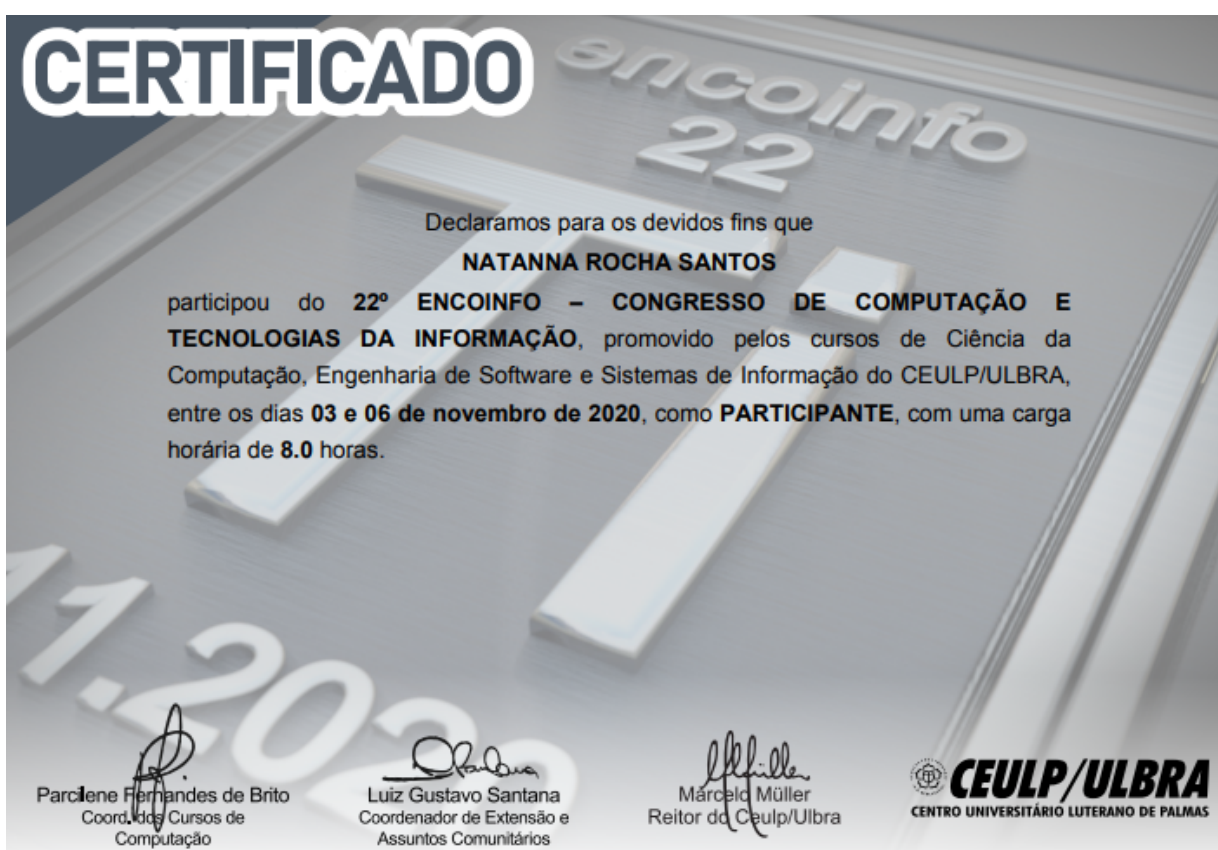 CERTIFICADO
encoinfo
22
Declaramos para os devidos fins que
NATANNA ROCHA SANTOS
participou do 22º ENCOINFO – CONGRESSO DE COMPUTAÇÃO E
TECNOLOGIAS DA INFORMAÇÃO, promovido pelos cursos de Ciência da
Computação, Engenharia de Software e Sistemas de Informação do CEULP/ULBRA,
entre os dias 03 e 06 de novembro de 2020, como PARTICIPANTE, com uma carga
horária de 8.0 horas.
Ti
11.2020
Parcilene Fernandes de Brito
Coord. dos Cursos de
Computação
Luiz Gustavo Santana
Coordenador de Extensão e
Assuntos Comunitários
Marcelo Müller
Reitor do Ceulp/Ulbra
CEULP/ULBRA
CENTRO UNIVERSITÁRIO LUTERANO DE PALMAS